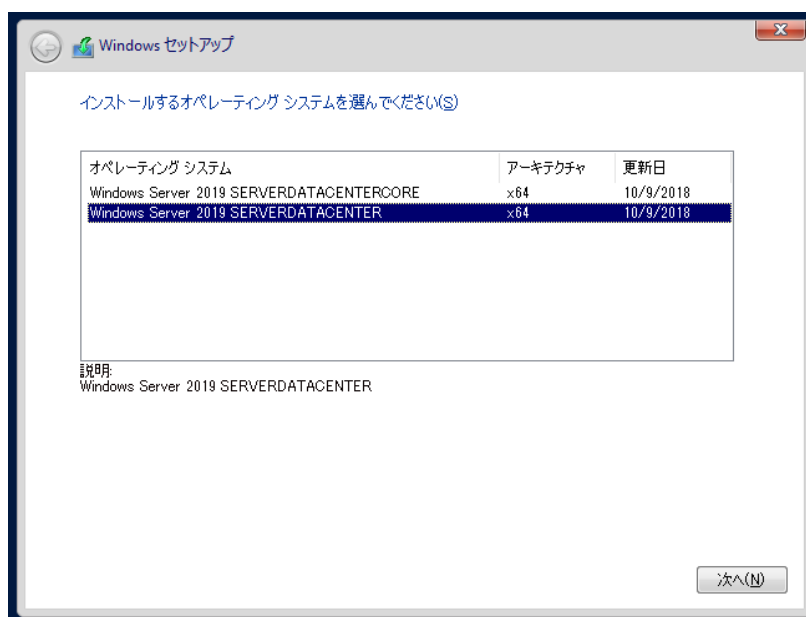 Windows セットアップ
インストールするオペレーティング システムを選んでください(S)
オペレーティング システム アーキテクチャ 更新日
Windows Server 2019 SERVERDATACENTERCORE x64 10/9/2018
Windows Server 2019 SERVERDATACENTER x64 10/9/2018
説明:
Windows Server 2019 SERVERDATACENTER
次へ(N)